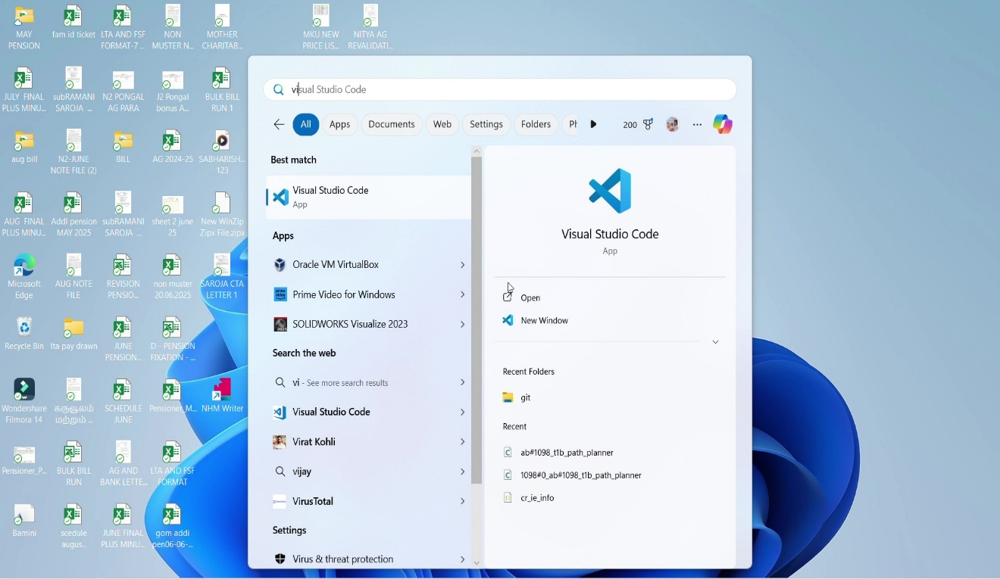 MAY
PENSION
fam id ticket
LTA AND FSF
FORMAT-7 ...
NON
MUSTER N...
MOTHER
CHARITAB...
MKU NEW
PRICE LIS...
NITYA AG
REVALIDATI...
JULY FINAL
PLUS MINU...
subRAMANI
SAROJA ...
N2 PONGAL
AG PARA
J2 Pongal
bonus A...
BULK BILL
RUN 1
aug bill
N2-JUNE
NOTE FILE (2)
BILL
AG 2024-25
SABHARISH...
123
AUG FINAL
PLUS MINU...
Addl pension
MAY 2025
subRAMANI
SAROJA ...
sheet 2 june
25
New WinZip
Zipx File.zipx
Microsoft
Edge
AUG NOTE
FILE
REVISION
PENSIO...
non muster
20.06.2025
SAROJA CTA
LETTER 1
Recycle Bin
lta pay drawn
JUNE
PENSION...
D - PENSION
FIXATION - ...
Wondershare
Filmora 14
கருவூலம்
மற்றும் ...
SCHEDULE
JUNE
Pensioner_M...
NHM Writer
Pensioner_P...
BULK BILL
RUN
AG AND
BANK LETTE...
LTA AND FSF
FORMAT
Bamini
scedule
augus...
JUNE FINAL
PLUS MINU...
gom addi
pen06-06-...
visual Studio Code
All Apps Documents Web Settings Folders Ph 200
Best match
Visual Studio Code
App
Apps
Oracle VM VirtualBox
Prime Video for Windows
SOLIDWORKS Visualize 2023
Search the web
vi - See more search results
Visual Studio Code
Virat Kohli
vijay
VirusTotal
Settings
Virus & threat protection
Visual Studio Code
App
Open
New Window
Recent Folders
git
Recent
ab#1098_t1b_path_planner
1098#0_ab#1098_t1b_path_planner
cr_ie_info